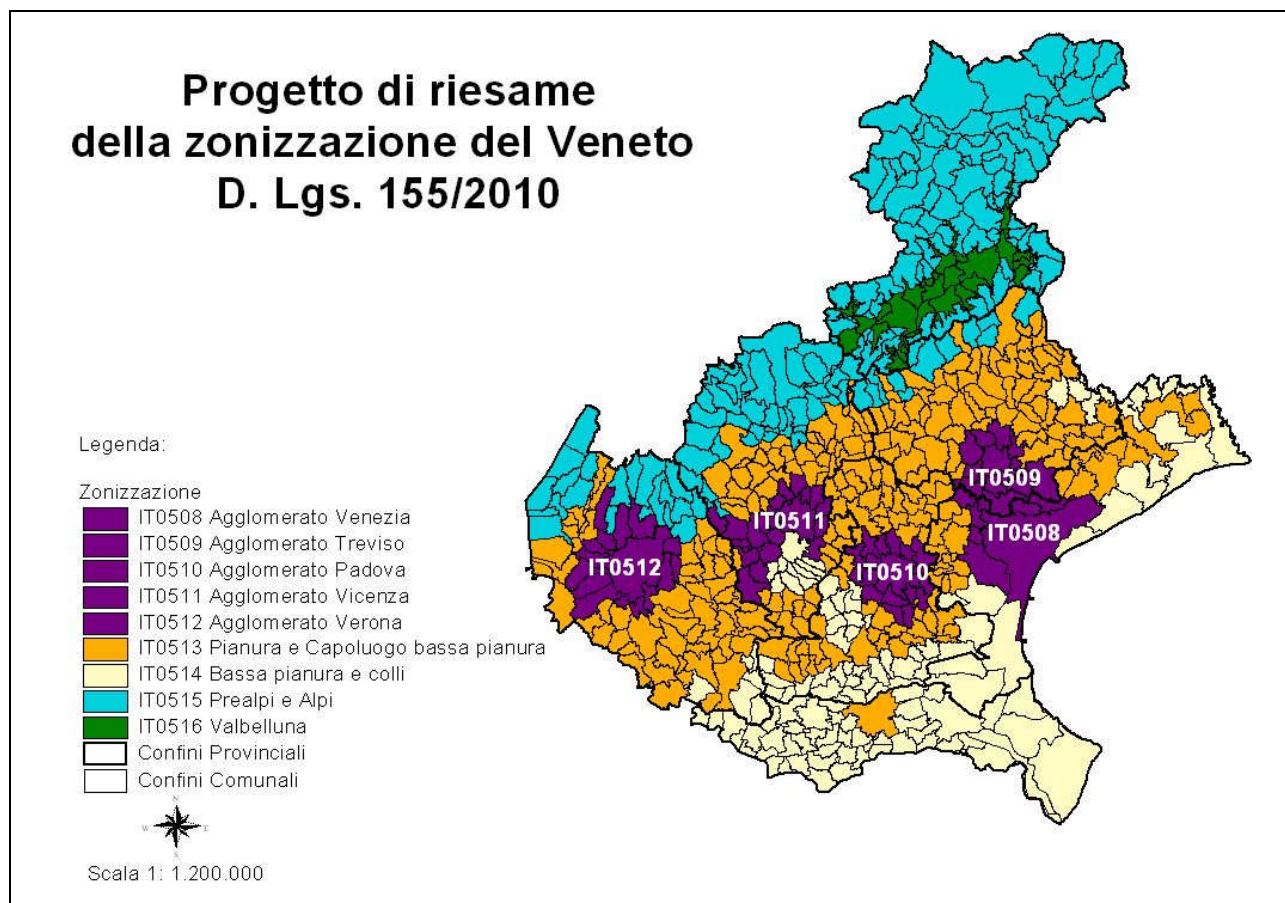 Progetto di riesame
della zonizzazione del Veneto
D. Lgs. 155/2010
IT0509
IT0511
IT0508
IT0512
IT0510
Legenda:
Zonizzazione
IT0508 Agglomerato Venezia
IT0509 Agglomerato Treviso
IT0510 Agglomerato Padova
IT0511 Agglomerato Vicenza
IT0512 Agglomerato Verona
IT0513 Pianura e Capoluogo bassa pianura
IT0514 Bassa pianura e colli
IT0515 Prealpi e Alpi
IT0516 Valbelluna
Confini Provinciali
Confini Comunali
N
W E
S
Scala 1: 1.200.000